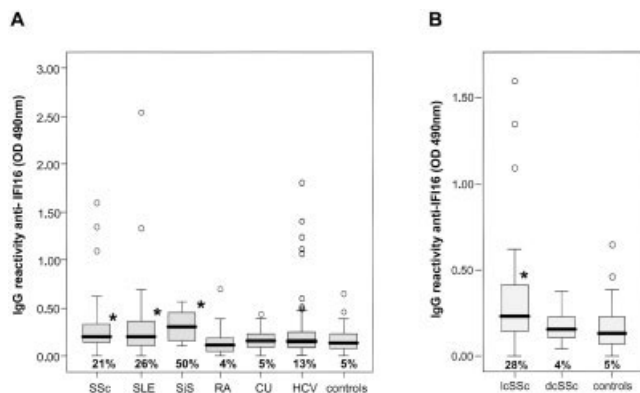 A
IgG reactivity anti- IFI16 (OD 490nm)
3.00
2.50
2.00
1.50
1.00
0.50
0.00
21% 26% 50% 4% 5% 13% 5%
SSc SLE SjS RA CU HCV controls
* * *
B
IgG reactivity anti-IFI16 (OD 490nm)
1.50
1.00
0.50
0.00
*
28% 4% 5%
lcSSc dcSSc controls